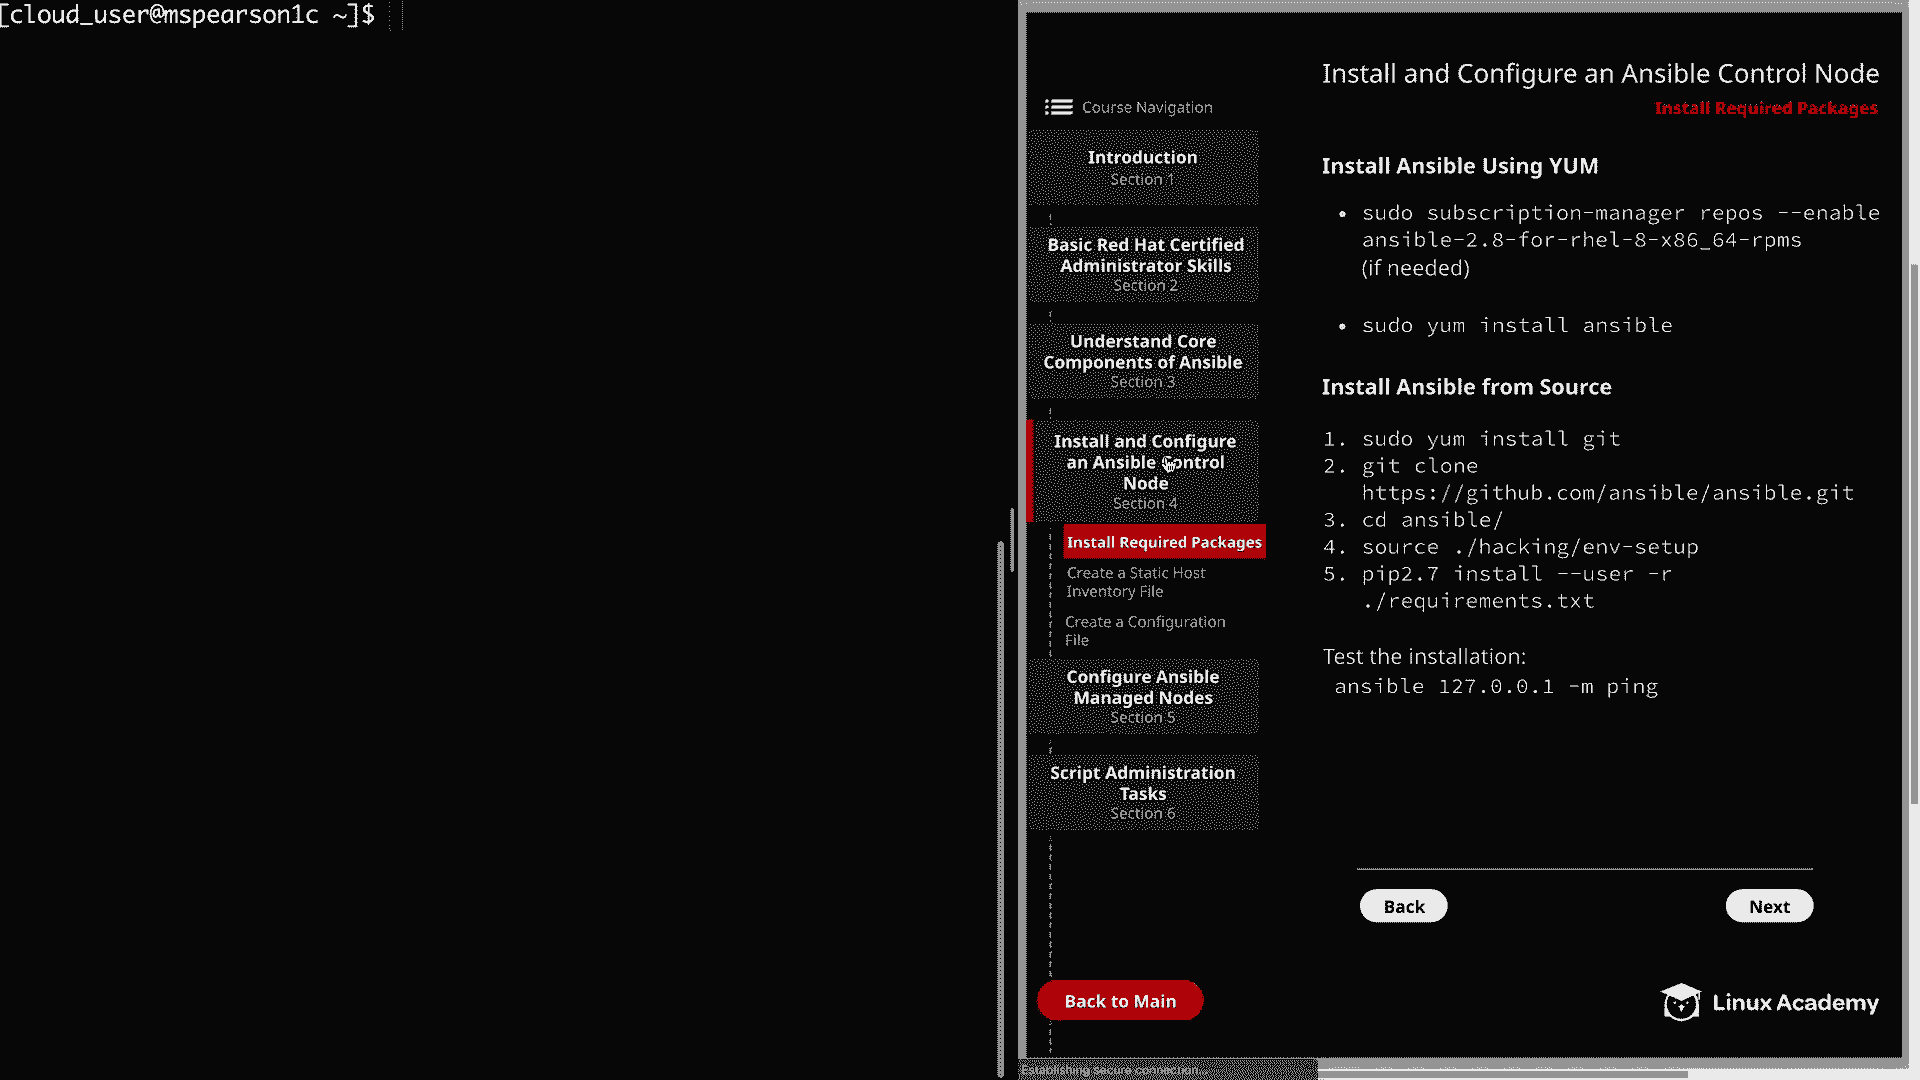 [cloud_user@mspearson1c ~]$
Course Navigation
Introduction
Section 1
Basic Red Hat Certified
Administrator Skills
Section 2
Understand Core
Components of Ansible
Section 3
Install and Configure
an Ansible Control
Node
Section 4
Install Required Packages
Create a Static Host
Inventory File
Create a Configuration
File
Configure Ansible
Managed Nodes
Section 5
Script Administration
Tasks
Section 6
Back to Main
Install and Configure an Ansible Control Node
Install Required Packages
Install Ansible Using YUM
• sudo subscription-manager repos --enable
ansible-2.8-for-rhel-8-x86_64-rpms
(if needed)
• sudo yum install ansible
Install Ansible from Source
1. sudo yum install git
2. git clone
https://github.com/ansible/ansible.git
3. cd ansible/
4. source ./hacking/env-setup
5. pip2.7 install --user -r
./requirements.txt
Test the installation:
ansible 127.0.0.1 -m ping
Back
Next
Linux Academy
Establishing secure connection...